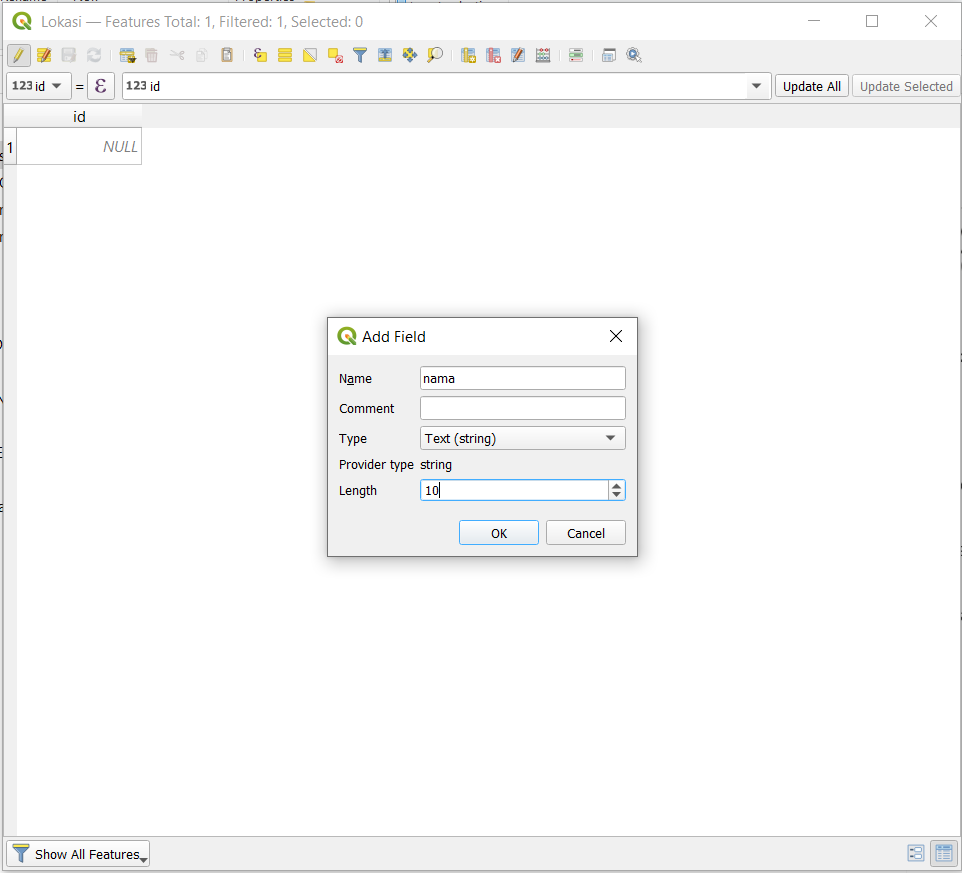 Lokasi — Features Total: 1, Filtered: 1, Selected: 0
123 id = ε 123 id Update All Update Selected
id
1 NULL
Add Field
Name nama
Comment
Type Text (string)
Provider type string
Length 10
OK Cancel
Show All Features